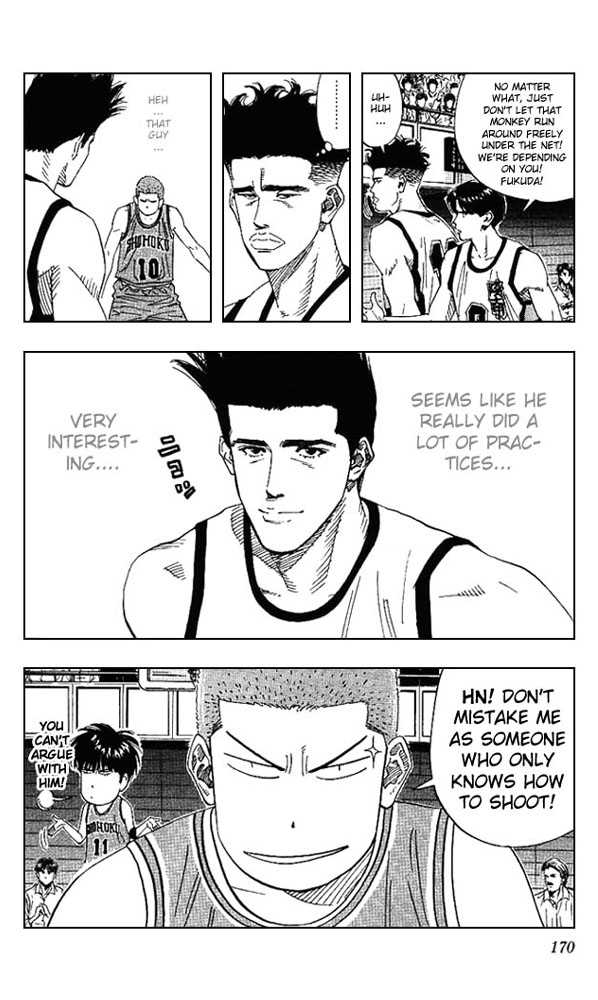 NO MATTER
WHAT, JUST
DON'T LET THAT
MONKEY RUN
AROUND FREELY
UNDER THE NET!
WE'RE DEPENDING
ON YOU!
FUKUDA!
UH-
HUH
...
.........
HEH
...
THAT
GUY
...
SHOHOKU
10
SEEMS LIKE HE
REALLY DID A
LOT OF PRAC-
TICES...
VERY
INTEREST-
ING....
HN! DON'T
MISTAKE ME
AS SOMEONE
WHO ONLY
KNOWS HOW
TO SHOOT!
YOU
CAN'T
ARGUE
WITH
HIM!
SHOHOKU
11
170